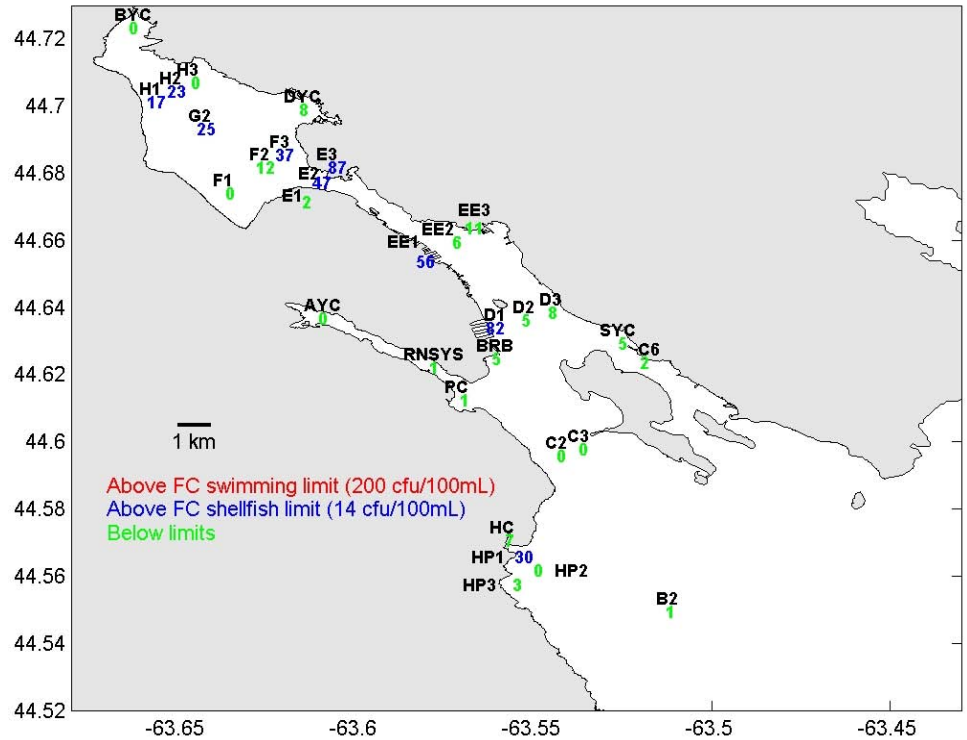 BYC
0
44.72
H3
0
H2
23
H1
17
DYC
8
44.7
G2
25
F3
37
F2
12
E3
87
E2
47
44.68
F1
0
E1
2
EE3
11
EE2
6
EE1
56
44.66
44.64
AYC
0
D3
8
D2
5
D1
82
SYC
5
BRB
5
C6
2
RNSYS
1
44.62
PC
1
1 km
44.6
C3
0
C2
0
Above FC swimming limit (200 cfu/100mL)
Above FC shellfish limit (14 cfu/100mL)
Below limits
44.58
HC
7
HP1 30
44.56
0 HP2
HP3 3
B2
1
44.54
44.52
-63.65 -63.6 -63.55 -63.5 -63.45